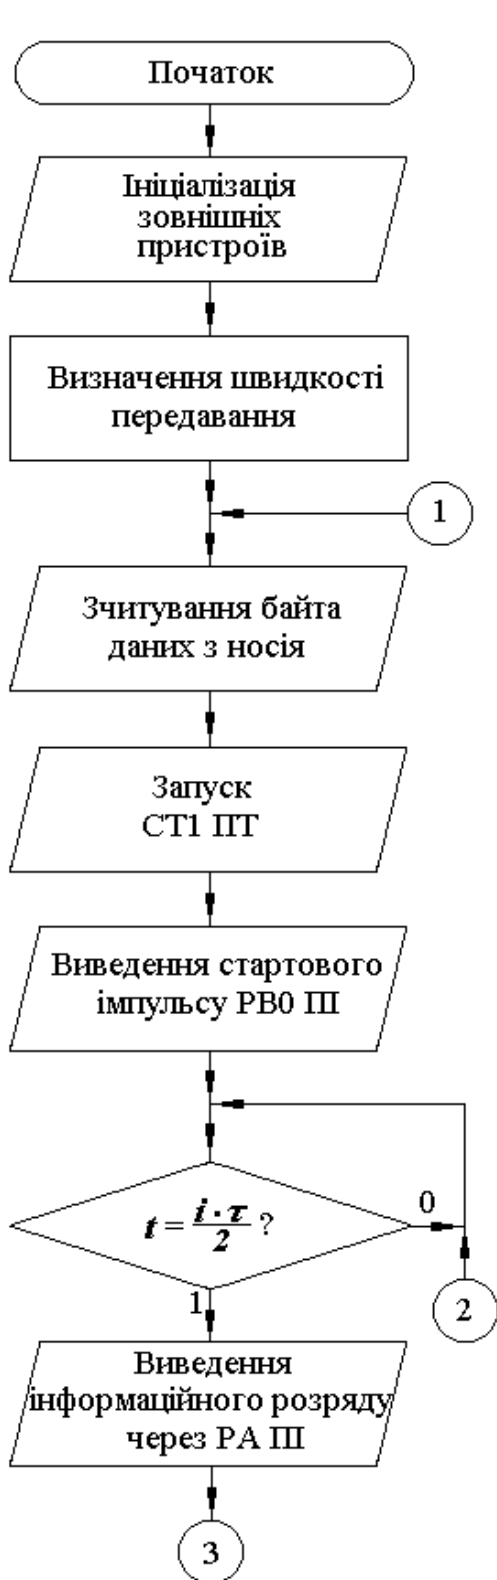 Початок
Ініціалізація
зовнішніх
пристроїв
Визначення швидкості
передавання
1
Зчитування байта
даних з носія
Запуск
СТ1 ПТ
Виведення стартового
імпульсу РВ0 ПІ
t = i · τ / 2 ?
0
2
1
Виведення
інформаційного розряду
через РА ПІ
3